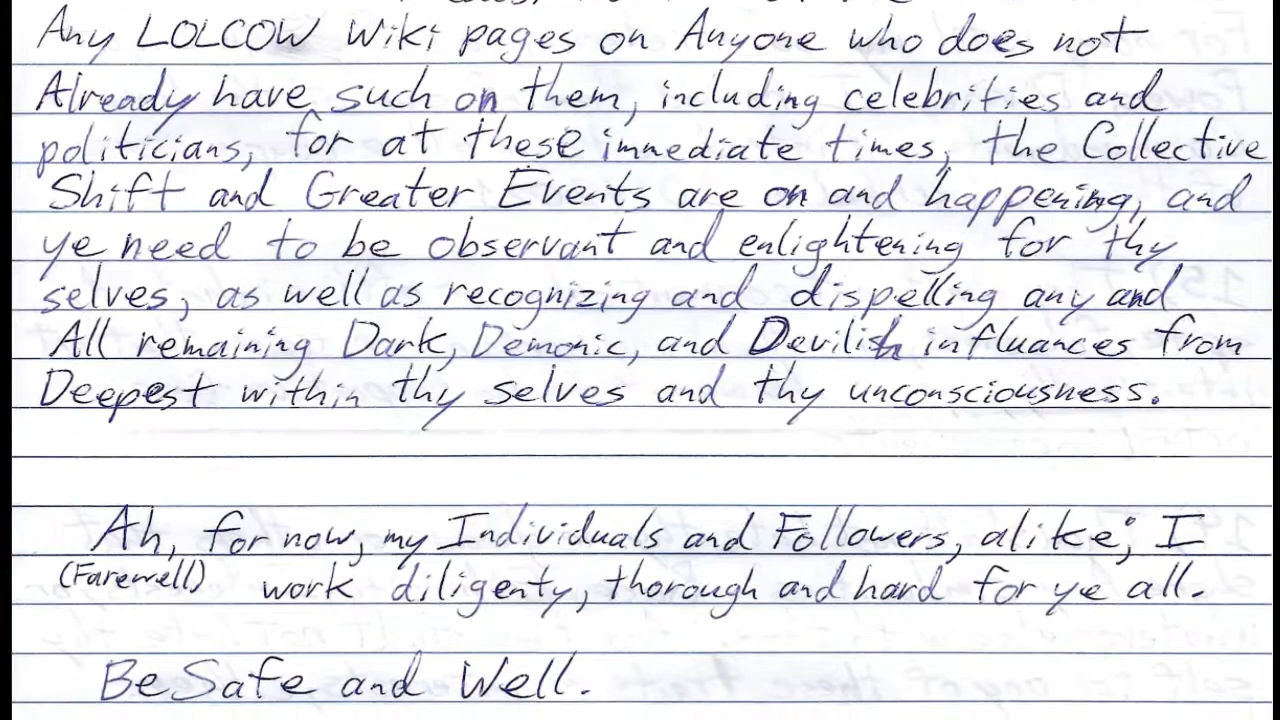 Any LOLCOW Wiki pages on Anyone who does not
Already have such on them, including celebrities and
politicians, for at these immediate times, the Collective
Shift and Greater Events are on and happening, and
ye need to be observant and enlightening for thy
selves, as well as recognizing and dispelling any and
All remaining Dark, Demonic, and Devilish influances from
Deepest within thy selves and thy unconsciousness.
Ah, for now, my Individuals and Followers, alike; I
(Farewell) work diligenty, thorough and hard for ye all.
Be Safe and Well.